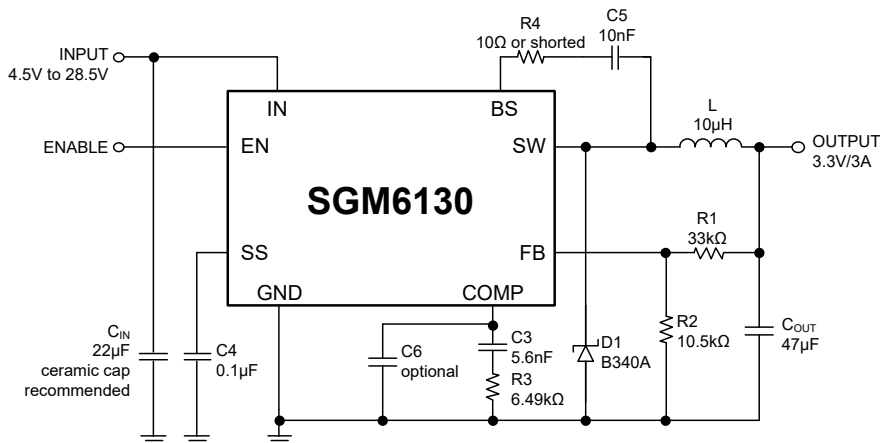 R4
10Ω or shorted
C5
10nF
INPUT
4.5V to 28.5V
IN
BS
L
10µH
ENABLE
EN
SW
OUTPUT
3.3V/3A
SGM6130
R1
33kΩ
SS
FB
GND
COMP
CIN
22µF
ceramic cap
recommended
C4
0.1µF
C6
optional
C3
5.6nF
R3
6.49kΩ
D1
B340A
R2
10.5kΩ
COUT
47µF